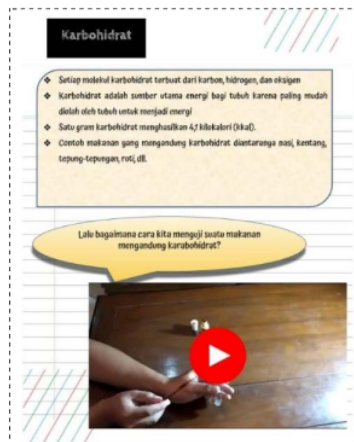 Karbohidrat
❖ Setiap molekul karbohidrat terbuat dari karbon, hidrogen, dan oksigen
❖ Karbohidrat adalah sumber utama energi bagi tubuh karena paling mudah
diolah oleh tubuh untuk menjadi energi
❖ Satu gram karbohidrat menghasilkan 4,1 kilokalori (kkal).
❖ Contoh makanan yang mengandung karbohidrat diantaranya nasi, kentang,
tepung-tepungan, roti, dll.
Lalu bagaimana cara kita menguji suatu makanan
mengandung karabohidrat?